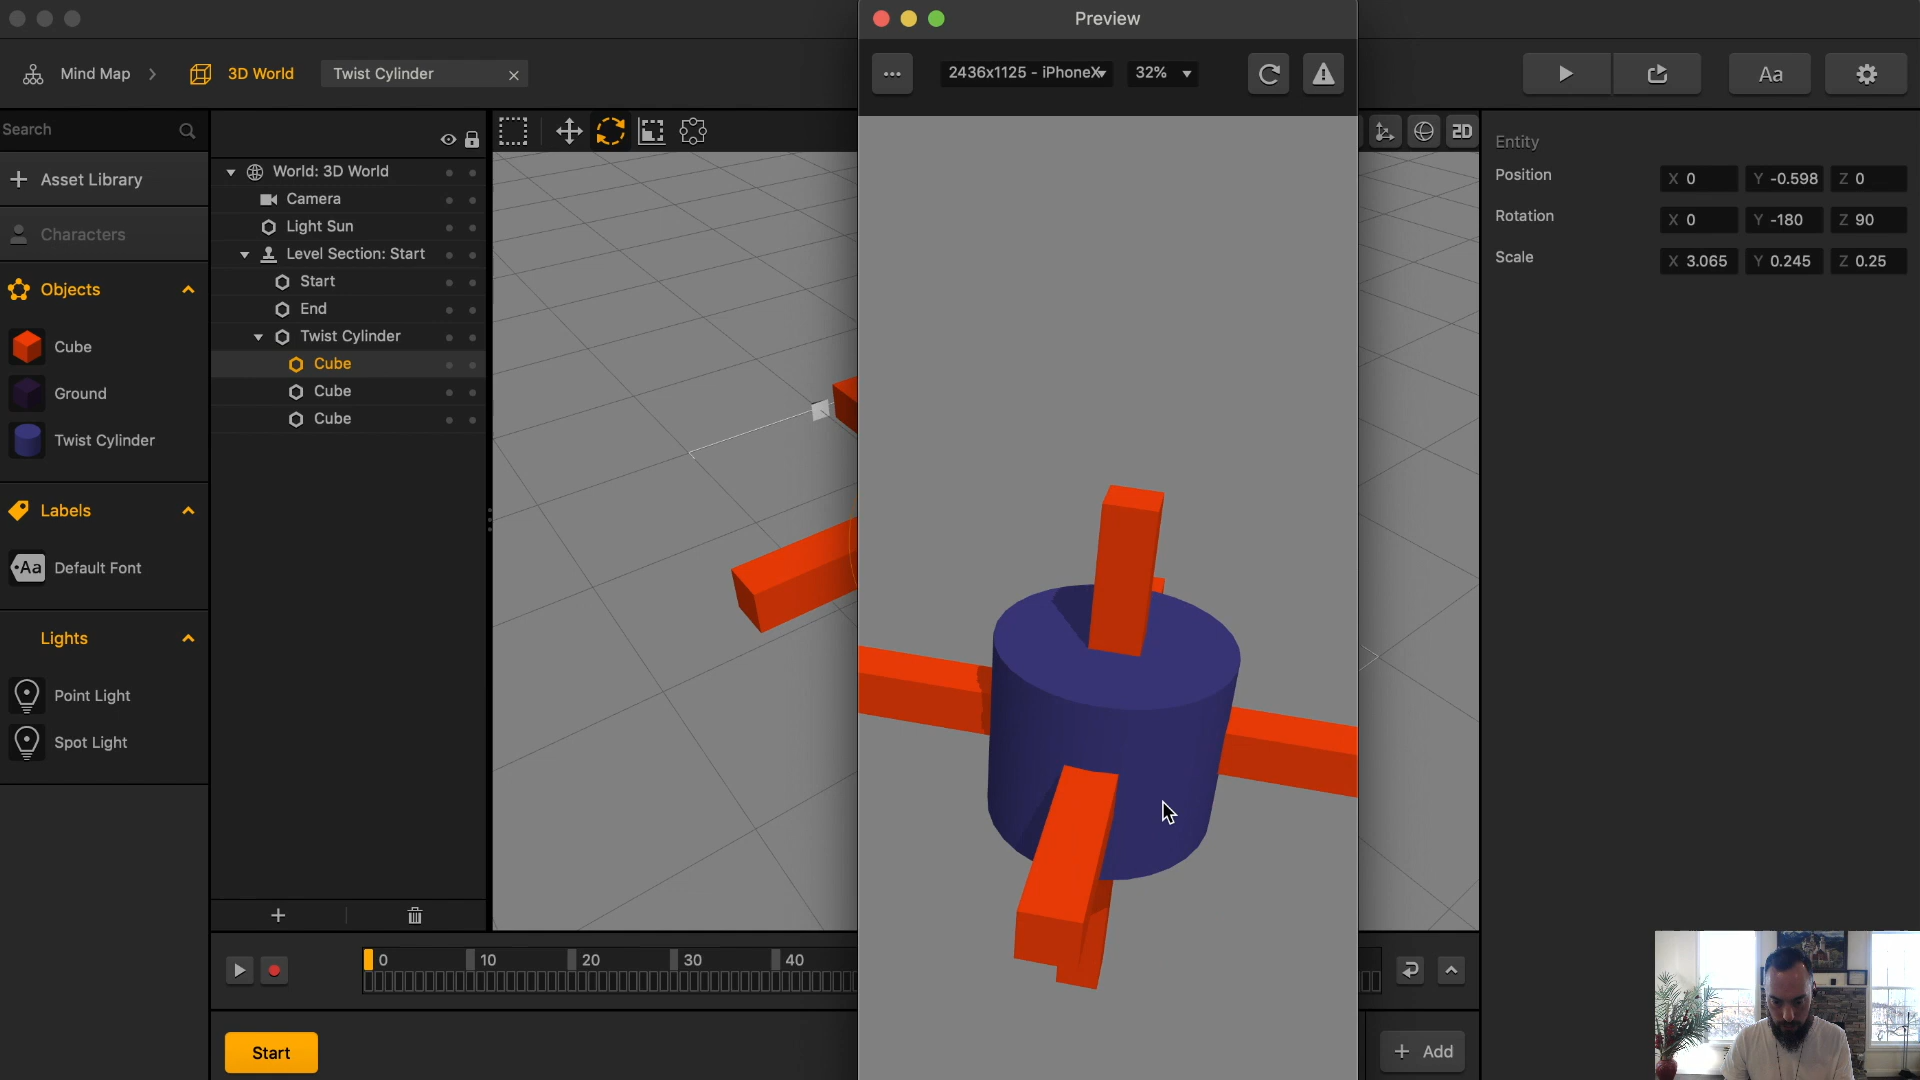 Preview
Mind Map
3D World
Twist Cylinder
2436x1125 - iPhoneX
32%
Aa
Search
2D
Entity
Position X 0 Y -0.598 Z 0
Rotation X 0 Y -180 Z 90
Scale X 3.065 Y 0.245 Z 0.25
Asset Library
Characters
Objects
Cube
Ground
Twist Cylinder
Labels
Aa Default Font
Lights
Point Light
Spot Light
World: 3D World
Camera
Light Sun
Level Section: Start
Start
End
Twist Cylinder
Cube
Cube
Cube
0 10 20 30 40
Start
Add